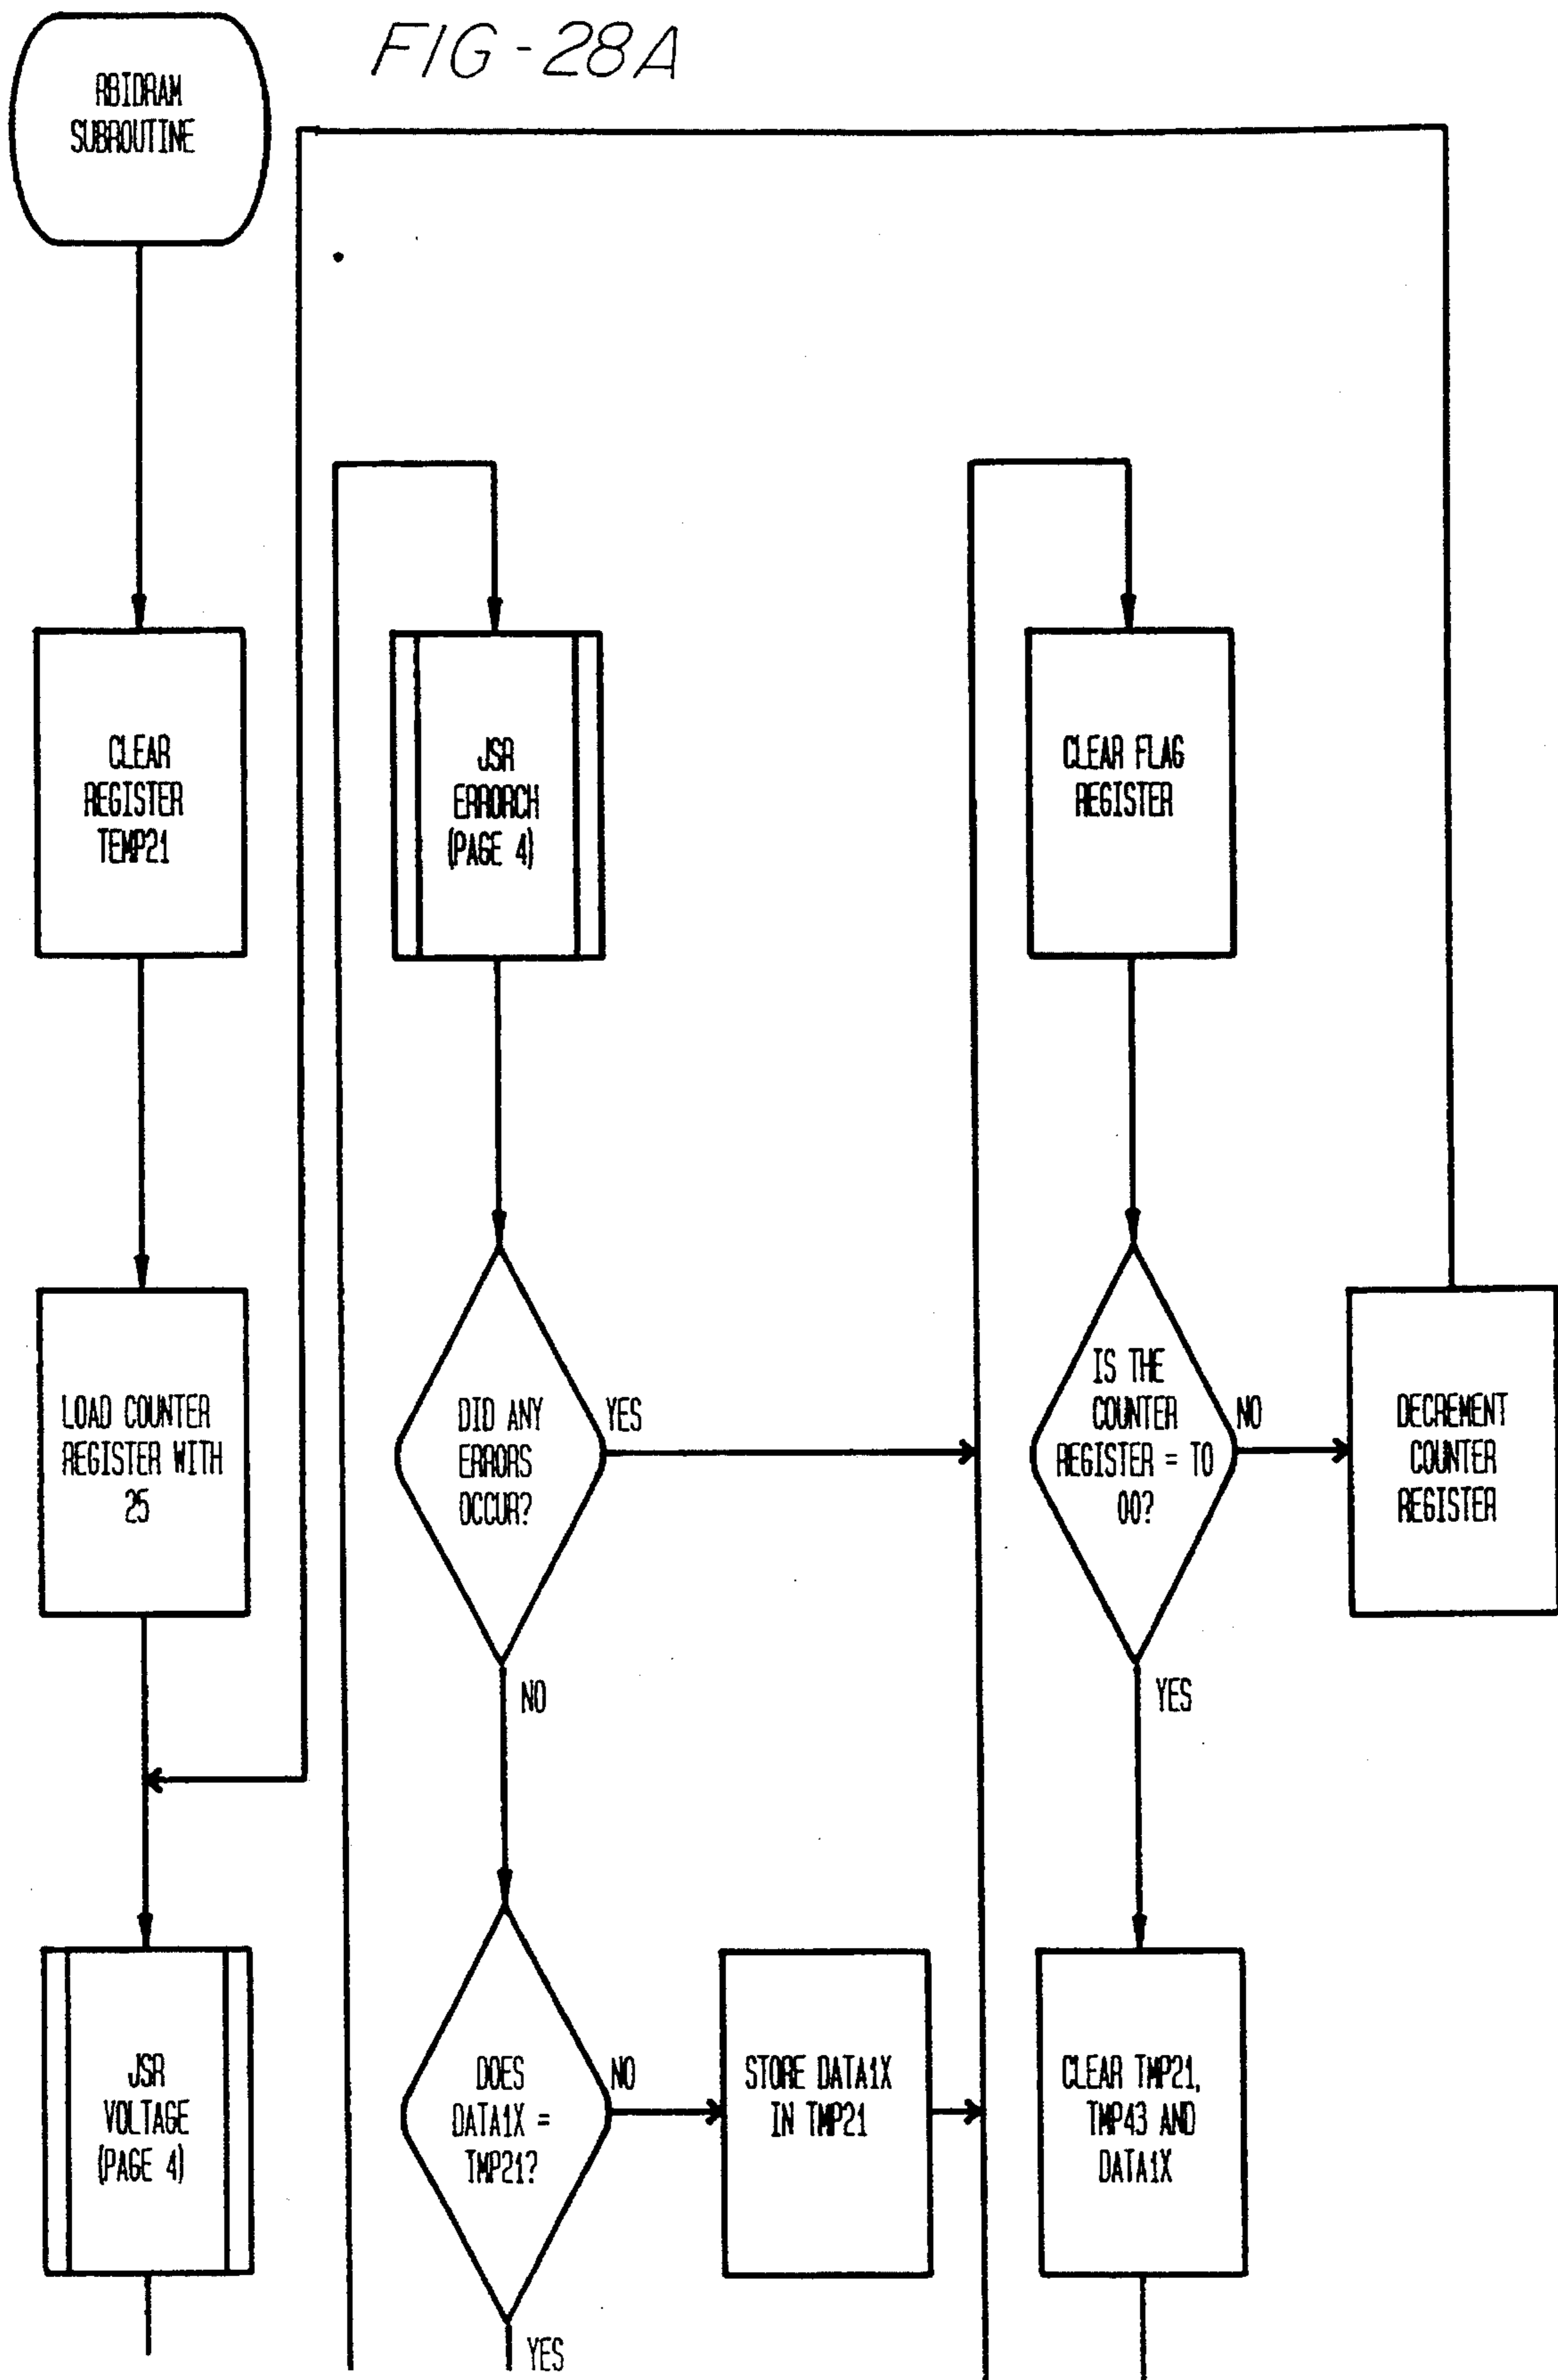 FIG-28A
RBIDRAM
SUBROUTINE
CLEAR
REGISTER
TEMP21
LOAD COUNTER
REGISTER WITH
25
JSR
VOLTAGE
(PAGE 4)
JSR
ERRORCH
(PAGE 4)
DID ANY
ERRORS
OCCUR?
YES
NO
DOES
DATA1X =
TMP21?
NO
YES
STORE DATA1X
IN TMP21
CLEAR FLAG
REGISTER
IS THE
COUNTER
REGISTER = TO
00?
NO
YES
DECREMENT
COUNTER
REGISTER
CLEAR TMP21,
TMP43 AND
DATA1X